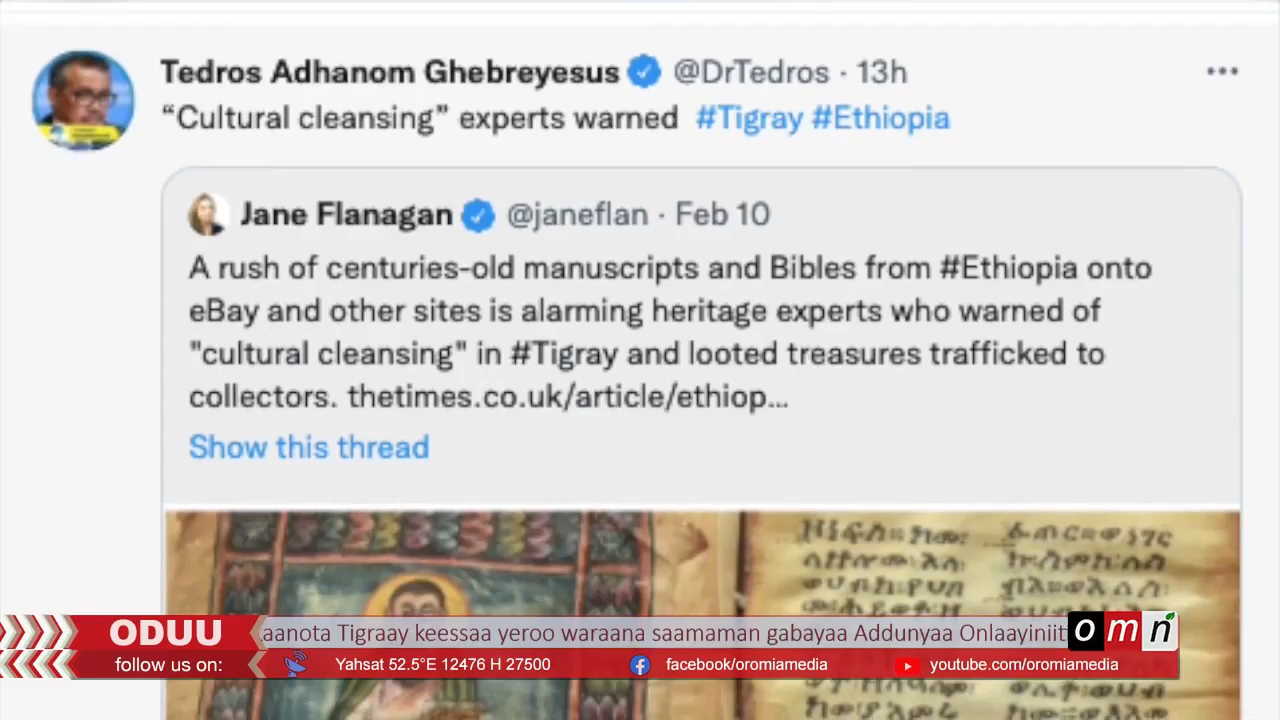 Tedros Adhanom Ghebreyesus @DrTedros · 13h
“Cultural cleansing” experts warned #Tigray #Ethiopia
Jane Flanagan @janeflan · Feb 10
A rush of centuries-old manuscripts and Bibles from #Ethiopia onto
eBay and other sites is alarming heritage experts who warned of
"cultural cleansing" in #Tigray and looted treasures trafficked to
collectors. thetimes.co.uk/article/ethiop...
Show this thread
ODUU
aanota Tigraay keessaa yeroo waraana saamaman gabayaa Addunyaa Onlaayiniit
omn
follow us on:
Yahsat 52.5°E 12476 H 27500
facebook/oromiamedia
youtube.com/oromiamedia